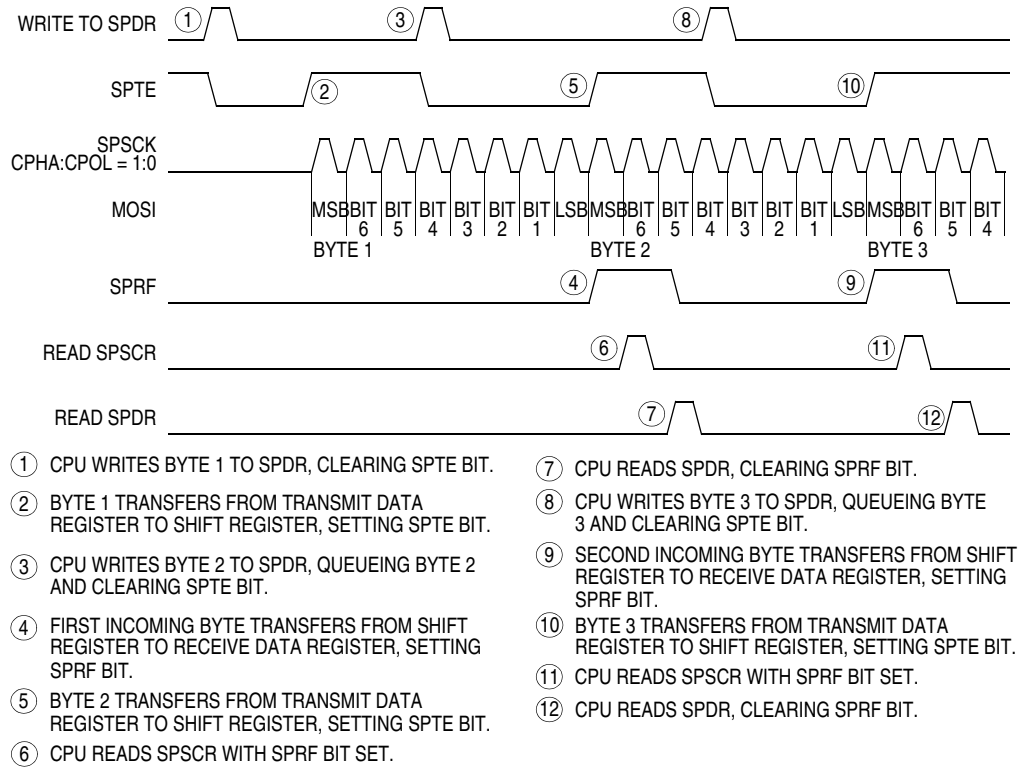 WRITE TO SPDR
1
3
8
SPTE
2
5
10
SPSCK
CPHA:CPOL = 1:0
MOSI
MSB BIT 6 BIT 5 BIT 4 BIT 3 BIT 2 BIT 1 LSB MSB BIT 6 BIT 5 BIT 4 BIT 3 BIT 2 BIT 1 LSB MSB BIT 6 BIT 5 BIT 4
BYTE 1
BYTE 2
BYTE 3
SPRF
4
9
READ SPSCR
6
11
READ SPDR
7
12
1 CPU WRITES BYTE 1 TO SPDR, CLEARING SPTE BIT.
2 BYTE 1 TRANSFERS FROM TRANSMIT DATA
REGISTER TO SHIFT REGISTER, SETTING SPTE BIT.
3 CPU WRITES BYTE 2 TO SPDR, QUEUEING BYTE 2
AND CLEARING SPTE BIT.
4 FIRST INCOMING BYTE TRANSFERS FROM SHIFT
REGISTER TO RECEIVE DATA REGISTER, SETTING
SPRF BIT.
5 BYTE 2 TRANSFERS FROM TRANSMIT DATA
REGISTER TO SHIFT REGISTER, SETTING SPTE BIT.
6 CPU READS SPSCR WITH SPRF BIT SET.
7 CPU READS SPDR, CLEARING SPRF BIT.
8 CPU WRITES BYTE 3 TO SPDR, QUEUEING BYTE
3 AND CLEARING SPTE BIT.
9 SECOND INCOMING BYTE TRANSFERS FROM SHIFT
REGISTER TO RECEIVE DATA REGISTER, SETTING
SPRF BIT.
10 BYTE 3 TRANSFERS FROM TRANSMIT DATA
REGISTER TO SHIFT REGISTER, SETTING SPTE BIT.
11 CPU READS SPSCR WITH SPRF BIT SET.
12 CPU READS SPDR, CLEARING SPRF BIT.